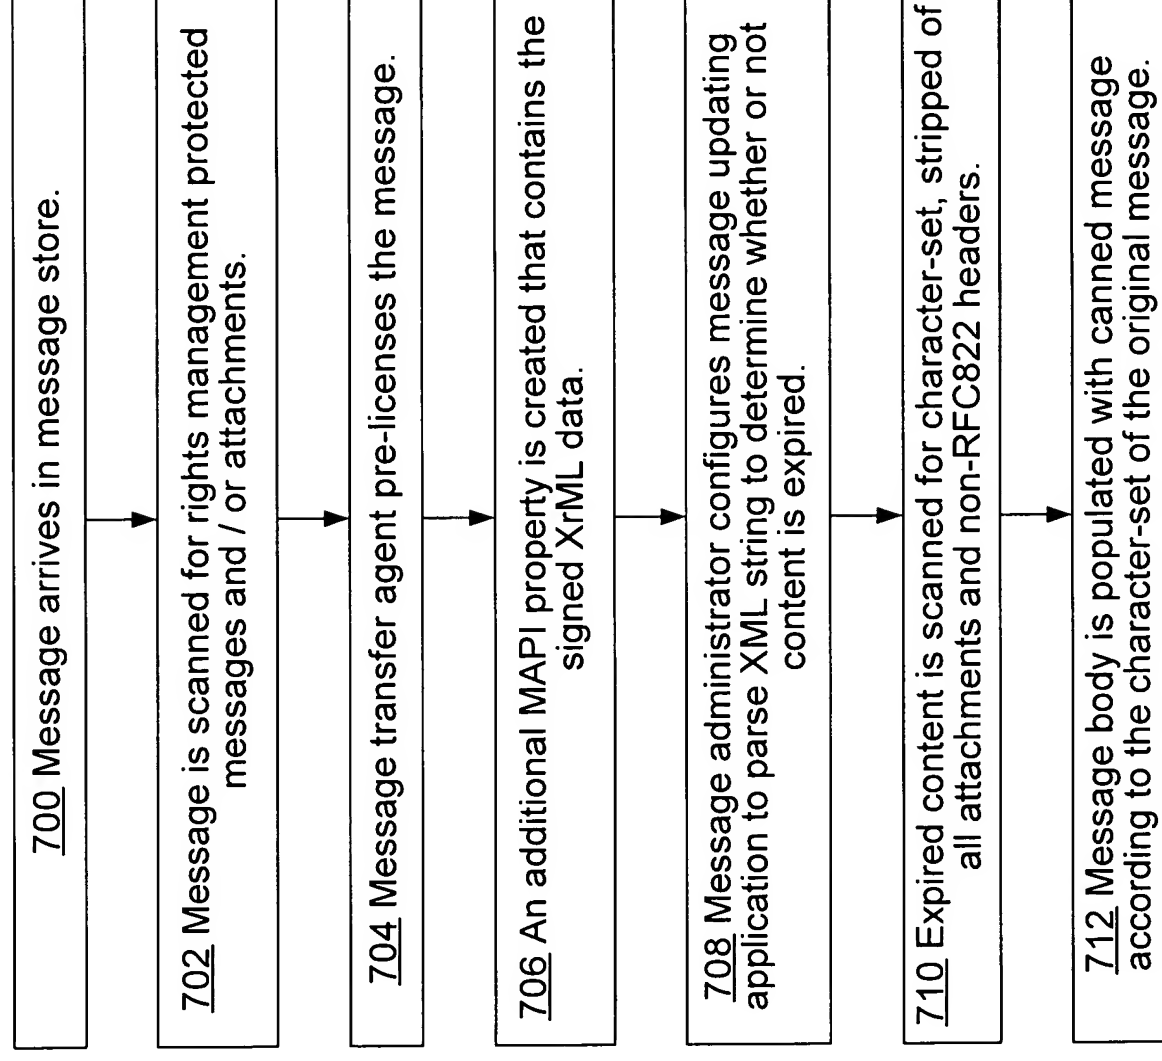 700 Message arrives in message store.
702 Message is scanned for rights management protected
messages and / or attachments.
704 Message transfer agent pre-licenses the message.
706 An additional MAPI property is created that contains the
signed XrML data.
708 Message administrator configures message updating
application to parse XML string to determine whether or not
content is expired.
710 Expired content is scanned for character-set, stripped of
all attachments and non-RFC822 headers.
712 Message body is populated with canned message
according to the character-set of the original message.